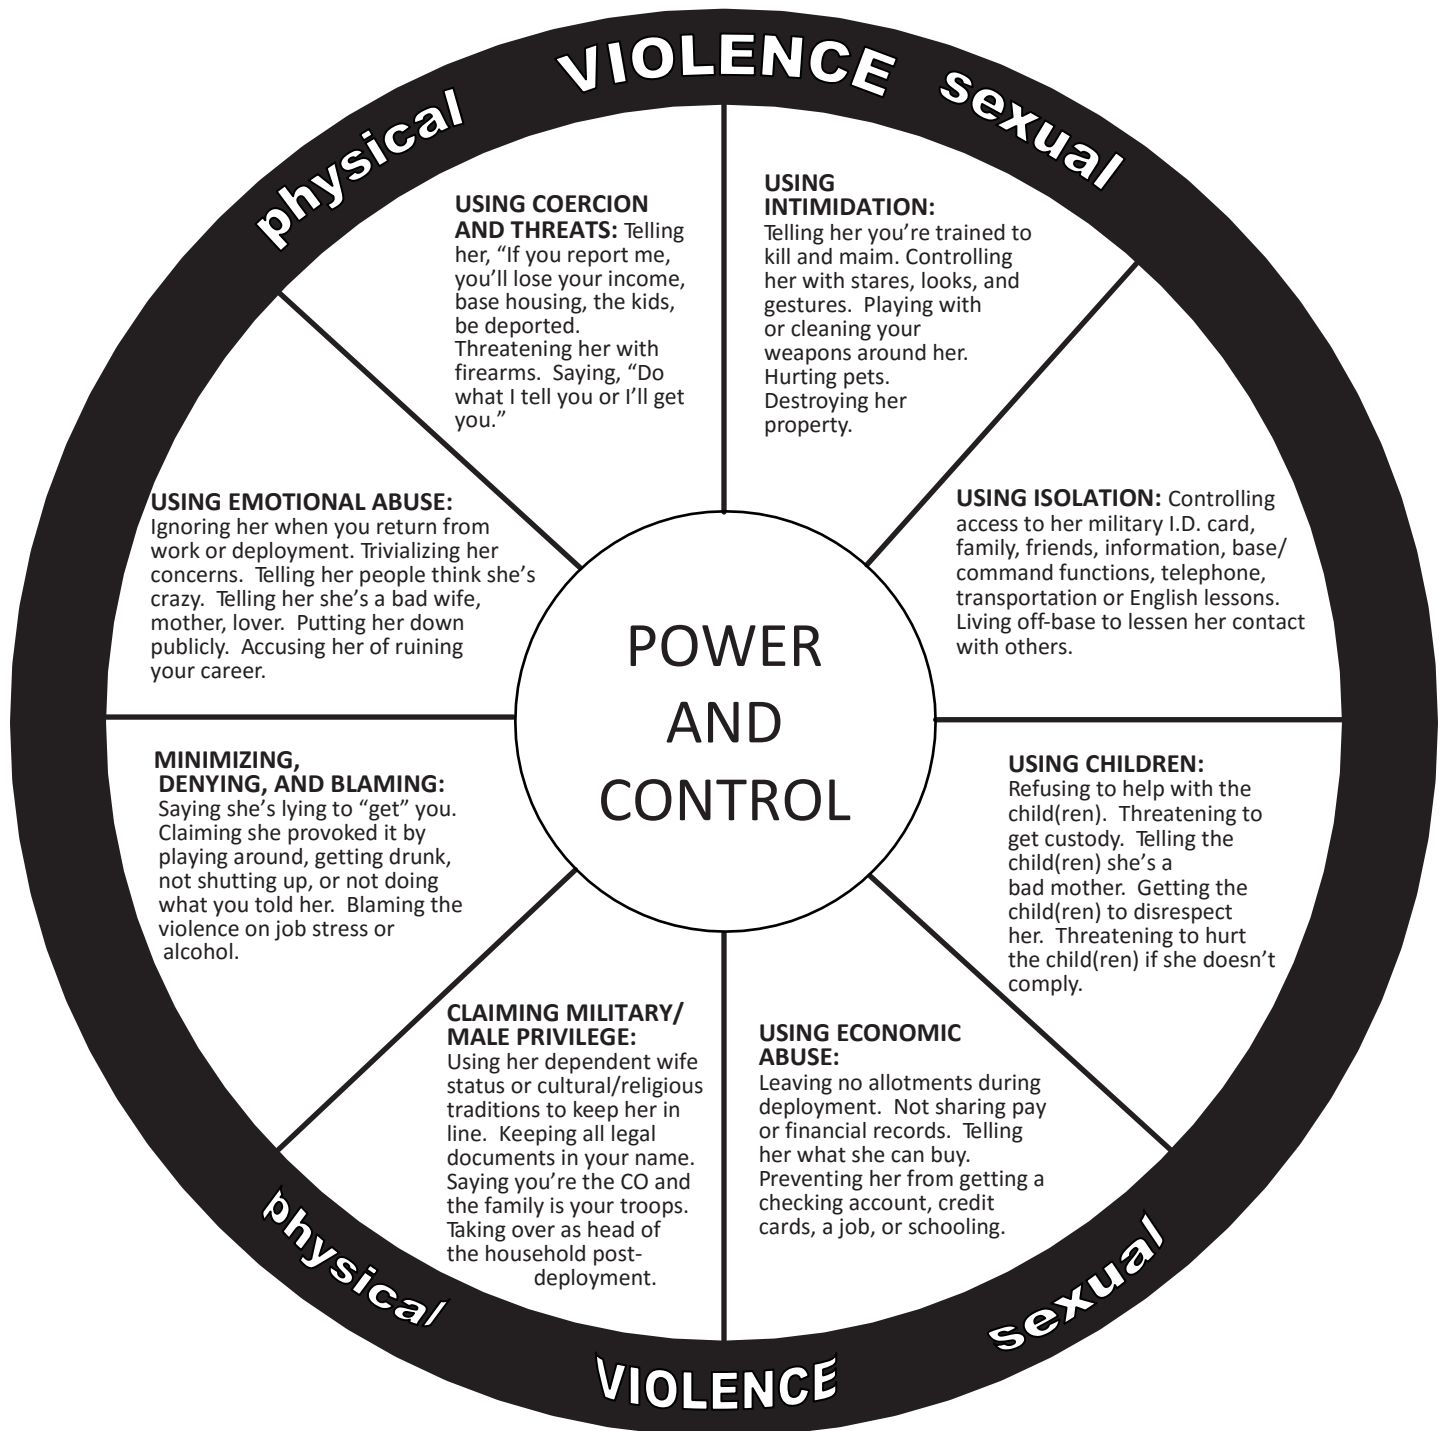 physical VIOLENCE sexual
USING COERCION
AND THREATS: Telling
her, “If you report me,
you’ll lose your income,
base housing, the kids,
be deported.
Threatening her with
firearms.  Saying, “Do
what I tell you or I’ll get
you.”
USING
INTIMIDATION:
Telling her you’re trained to
kill and maim. Controlling
her with stares, looks, and
gestures.  Playing with
or cleaning your
weapons around her.
Hurting pets.
Destroying her
property.
USING ISOLATION: Controlling
access to her military I.D. card,
family, friends, information, base/
command functions, telephone,
transportation or English lessons.
Living off-base to lessen her contact
with others.
USING CHILDREN:
Refusing to help with the
child(ren).  Threatening to
get custody.  Telling the
child(ren) she’s a
bad mother.  Getting the
child(ren) to disrespect
her.  Threatening to hurt
the child(ren) if she doesn’t
comply.
USING ECONOMIC
ABUSE:
Leaving no allotments during
deployment.  Not sharing pay
or financial records.  Telling
her what she can buy.
Preventing her from getting a
checking account, credit
cards, a job, or schooling.
CLAIMING MILITARY/
MALE PRIVILEGE:
Using her dependent wife
status or cultural/religious
traditions to keep her in
line.  Keeping all legal
documents in your name.
Saying you’re the CO and
the family is your troops.
Taking over as head of
the household post-
deployment.
MINIMIZING,
DENYING, AND BLAMING:
Saying she’s lying to “get” you.
Claiming she provoked it by
playing around, getting drunk,
not shutting up, or not doing
what you told her.  Blaming the
violence on job stress or
alcohol.
USING EMOTIONAL ABUSE:
Ignoring her when you return from
work or deployment. Trivializing her
concerns.  Telling her people think she’s
crazy.  Telling her she’s a bad wife,
mother, lover.  Putting her down
publicly.  Accusing her of ruining
your career.
POWER
AND
CONTROL
physical VIOLENCE sexual